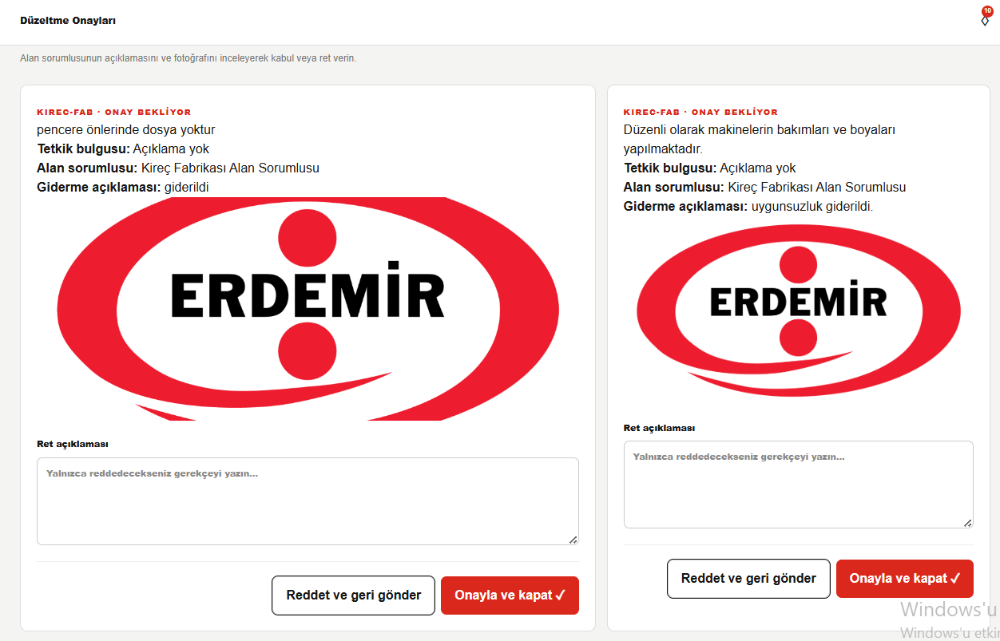 Düzeltme Onayları
10
Alan sorumlusunun açıklamasını ve fotoğrafını inceleyerek kabul veya ret verin.
KIREC-FAB · ONAY BEKLİYOR
pencere önlerinde dosya yoktur
Tetkik bulgusu: Açıklama yok
Alan sorumlusu: Kireç Fabrikası Alan Sorumlusu
Giderme açıklaması: giderildi
ERDEMİR
Ret açıklaması
Yalnızca reddedecekseniz gerekçeyi yazın...
Reddet ve geri gönder
Onayla ve kapat ✓
KIREC-FAB · ONAY BEKLİYOR
Düzenli olarak makinelerin bakımları ve boyaları
yapılmaktadır.
Tetkik bulgusu: Açıklama yok
Alan sorumlusu: Kireç Fabrikası Alan Sorumlusu
Giderme açıklaması: uygunsuzluk giderildi.
ERDEMİR
Ret açıklaması
Yalnızca reddedecekseniz gerekçeyi yazın...
Reddet ve geri gönder
Onayla ve kapat ✓
Windows'u
Windows'u etki